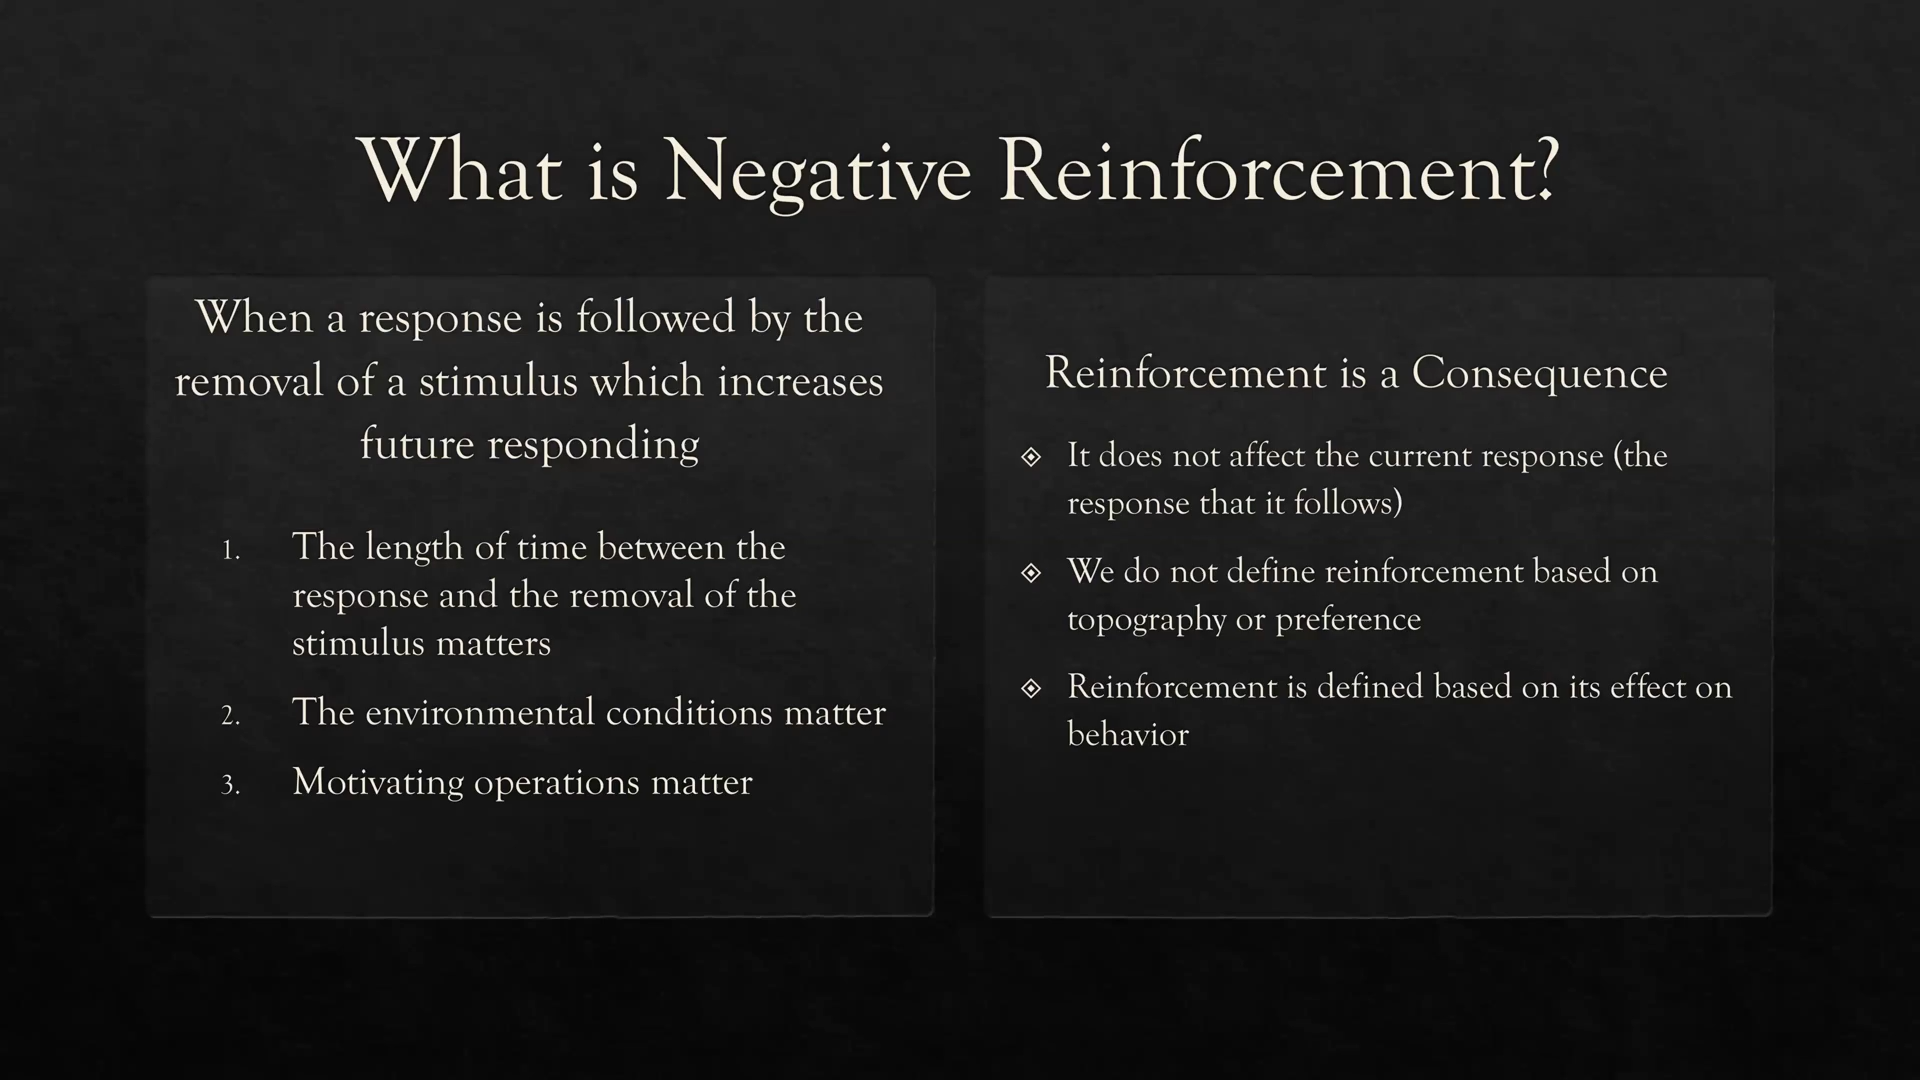 What is Negative Reinforcement?
When a response is followed by the
removal of a stimulus which increases
future responding
1. The length of time between the
response and the removal of the
stimulus matters
2. The environmental conditions matter
3. Motivating operations matter
Reinforcement is a Consequence
It does not affect the current response (the
response that it follows)
We do not define reinforcement based on
topography or preference
Reinforcement is defined based on its effect on
behavior